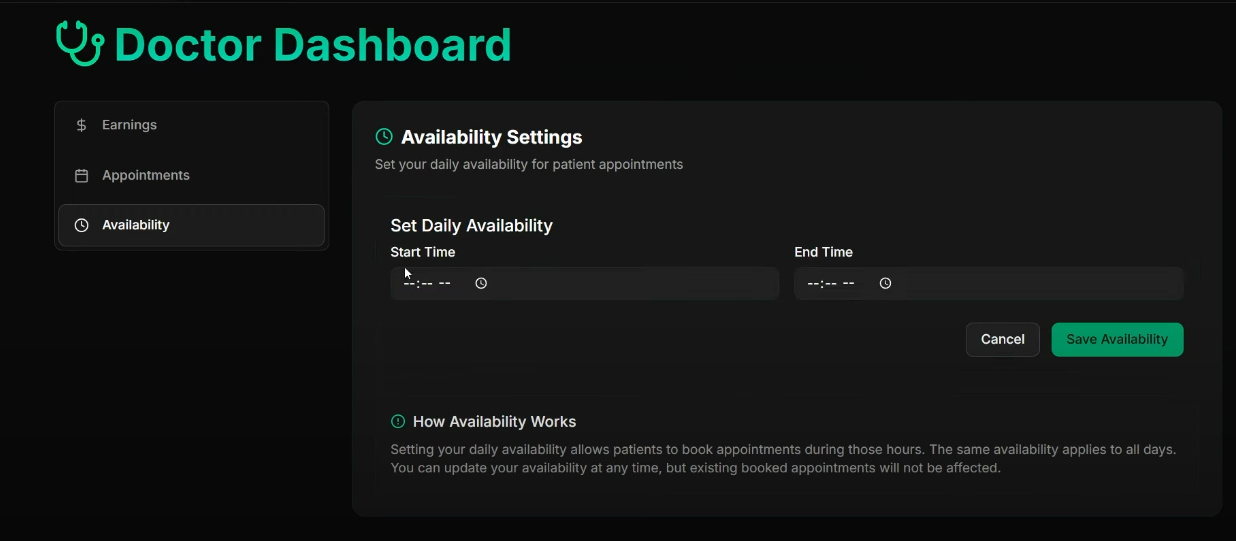 Doctor Dashboard
Earnings
Appointments
Availability
Availability Settings
Set your daily availability for patient appointments
Set Daily Availability
Start Time
--:-- --
End Time
--:-- --
Cancel
Save Availability
How Availability Works
Setting your daily availability allows patients to book appointments during those hours. The same availability applies to all days.
You can update your availability at any time, but existing booked appointments will not be affected.